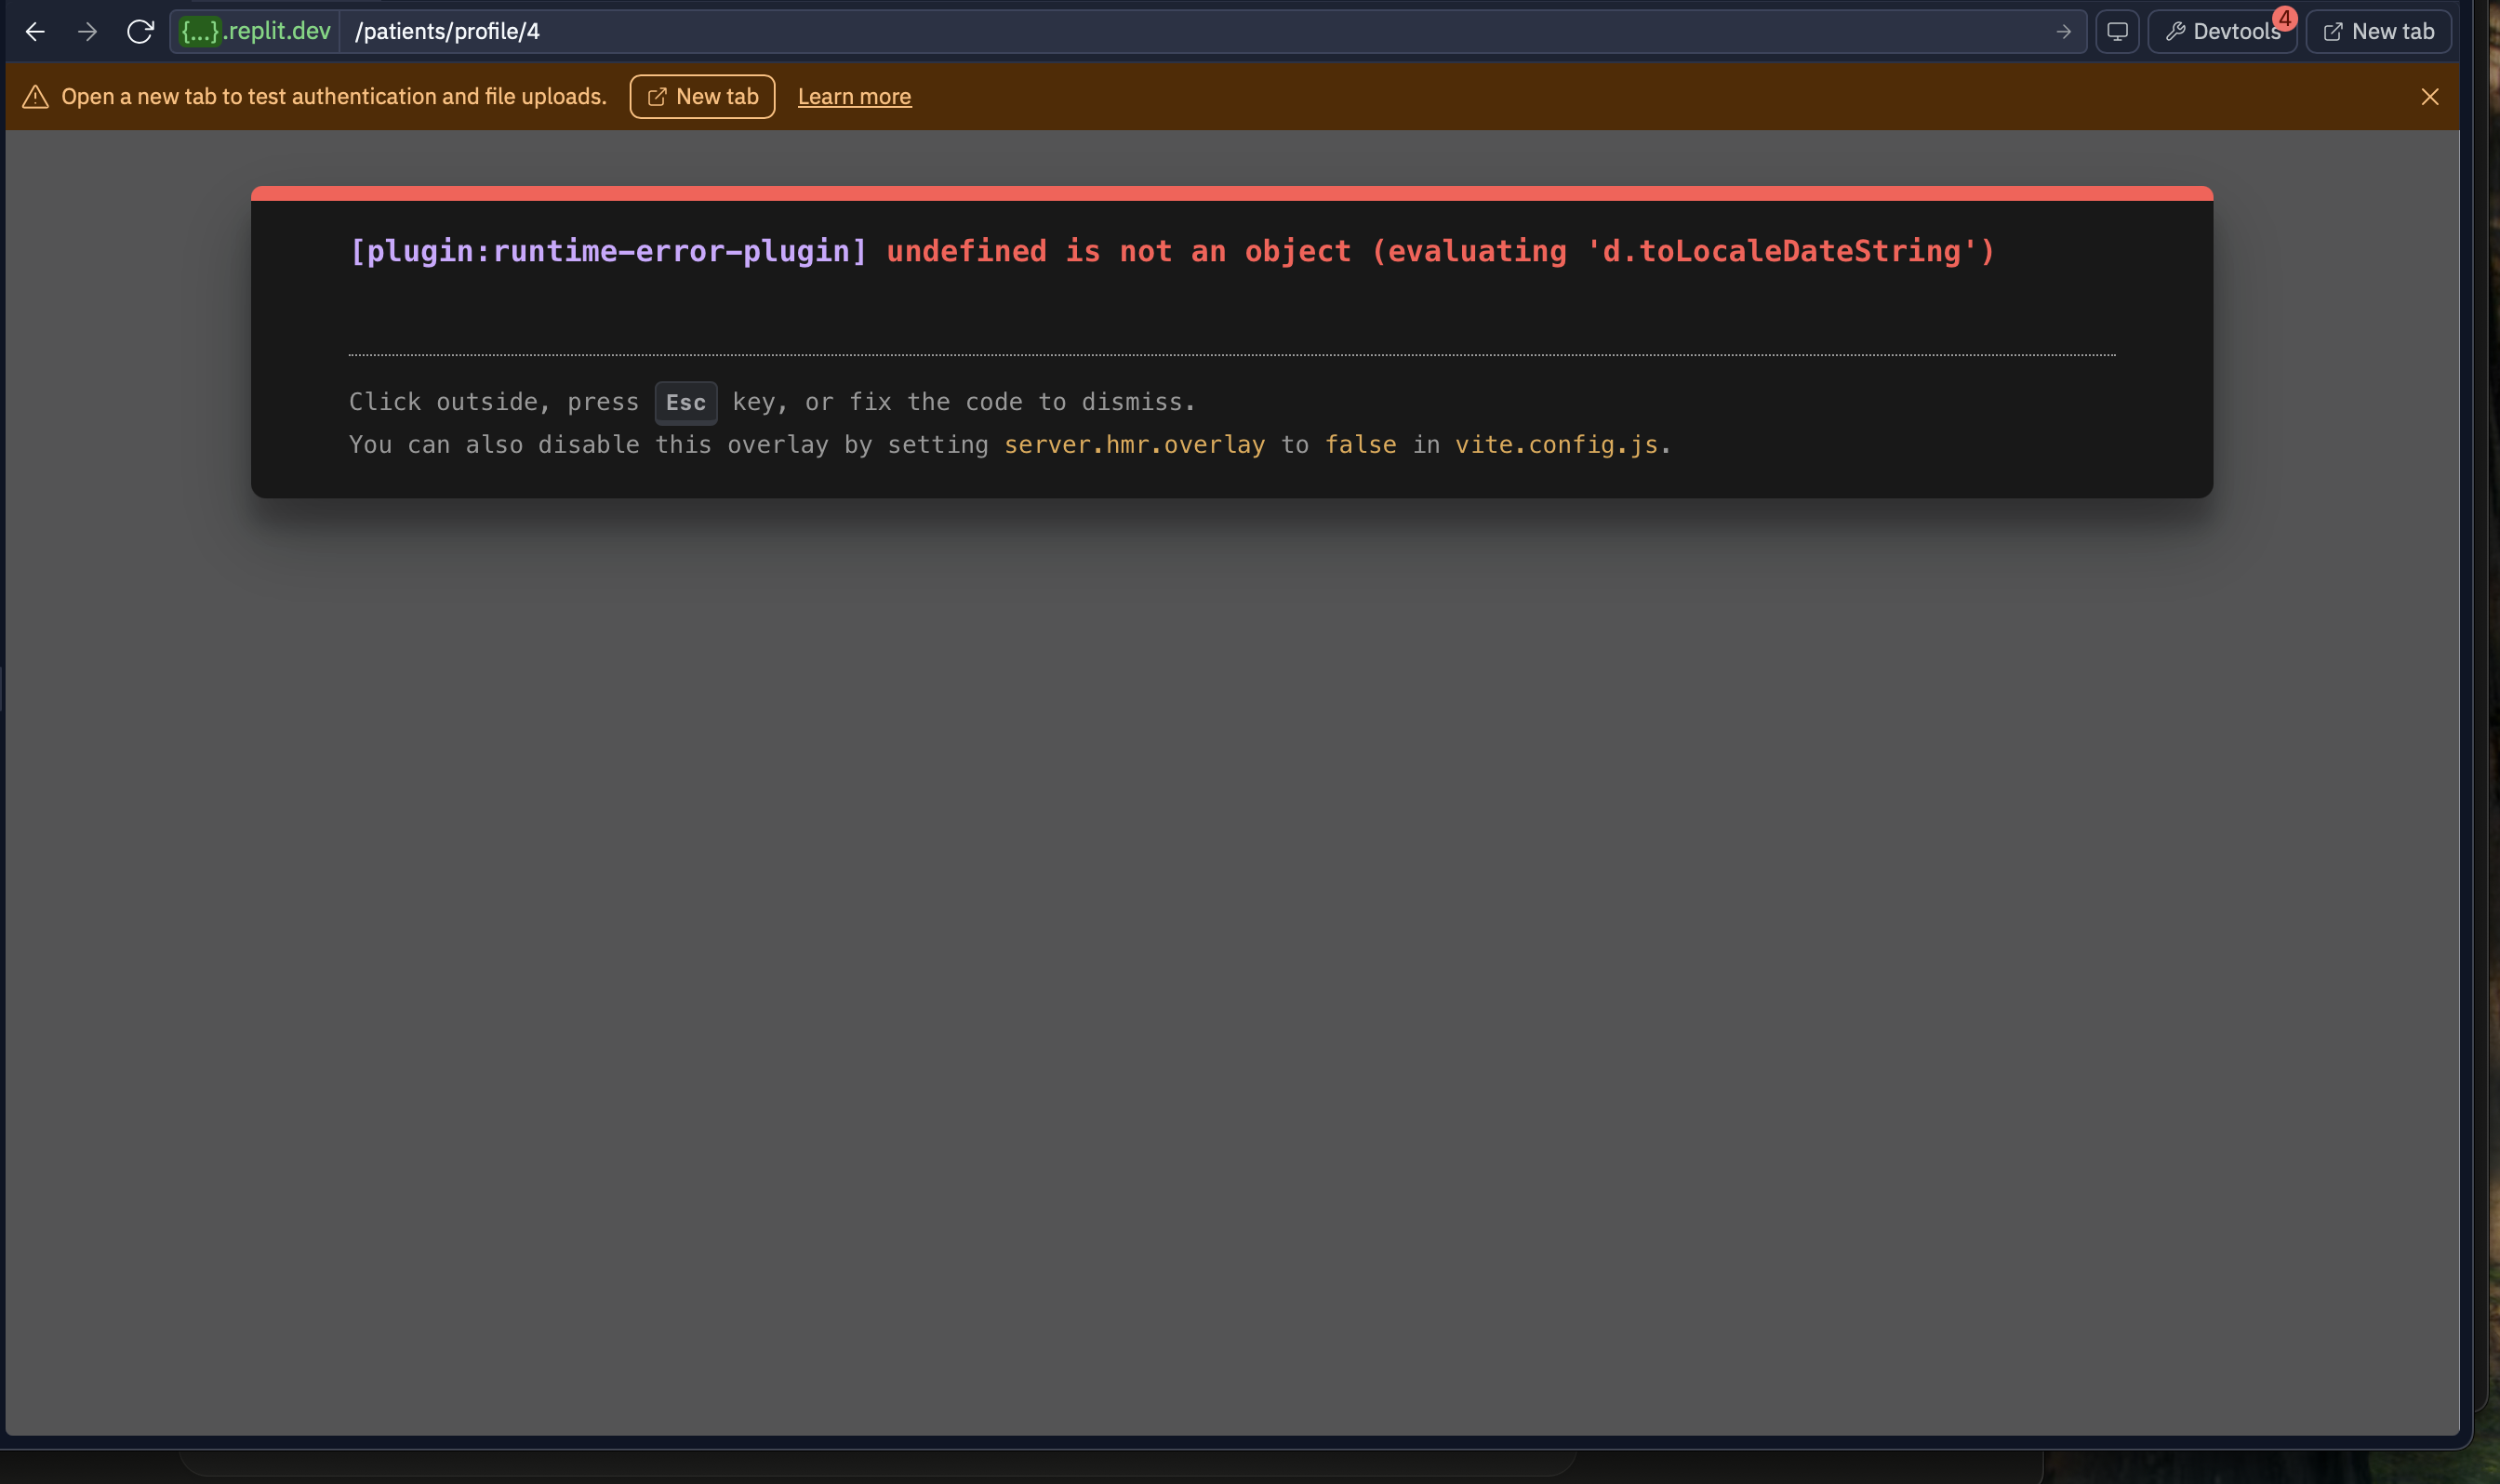 {...}.replit.dev /patients/profile/4 Devtools 4 New tab
Open a new tab to test authentication and file uploads. New tab Learn more
[plugin:runtime-error-plugin] undefined is not an object (evaluating 'd.toLocaleDateString')
Click outside, press Esc key, or fix the code to dismiss.
You can also disable this overlay by setting server.hmr.overlay to false in vite.config.js.